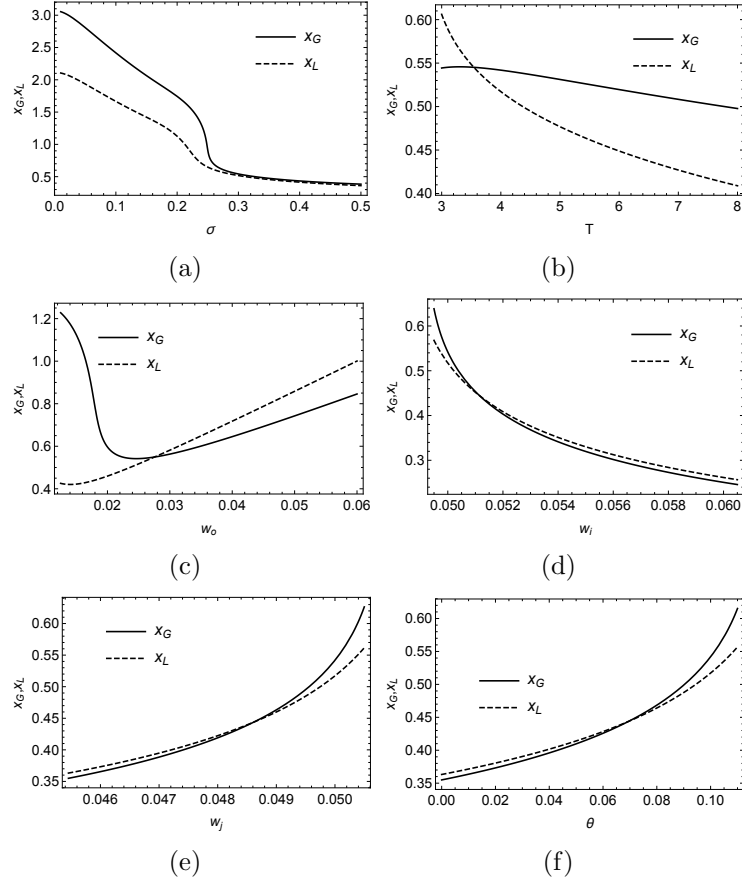 x_G
x_L
x_G,x_L
3.0
2.5
2.0
1.5
1.0
0.5
0.0 0.1 0.2 0.3 0.4 0.5
σ
(a)
x_G
x_L
x_G,x_L
0.60
0.55
0.50
0.45
0.40
3 4 5 6 7 8
T
(b)
x_G
x_L
x_G,x_L
1.2
1.0
0.8
0.6
0.4
0.02 0.03 0.04 0.05 0.06
w_o
(c)
x_G
x_L
x_G,x_L
0.6
0.5
0.4
0.3
0.050 0.052 0.054 0.056 0.058 0.060
w_i
(d)
x_G
x_L
x_G,x_L
0.60
0.55
0.50
0.45
0.40
0.35
0.046 0.047 0.048 0.049 0.050
w_j
(e)
x_G
x_L
x_G,x_L
0.60
0.55
0.50
0.45
0.40
0.35
0.00 0.02 0.04 0.06 0.08 0.10
θ
(f)